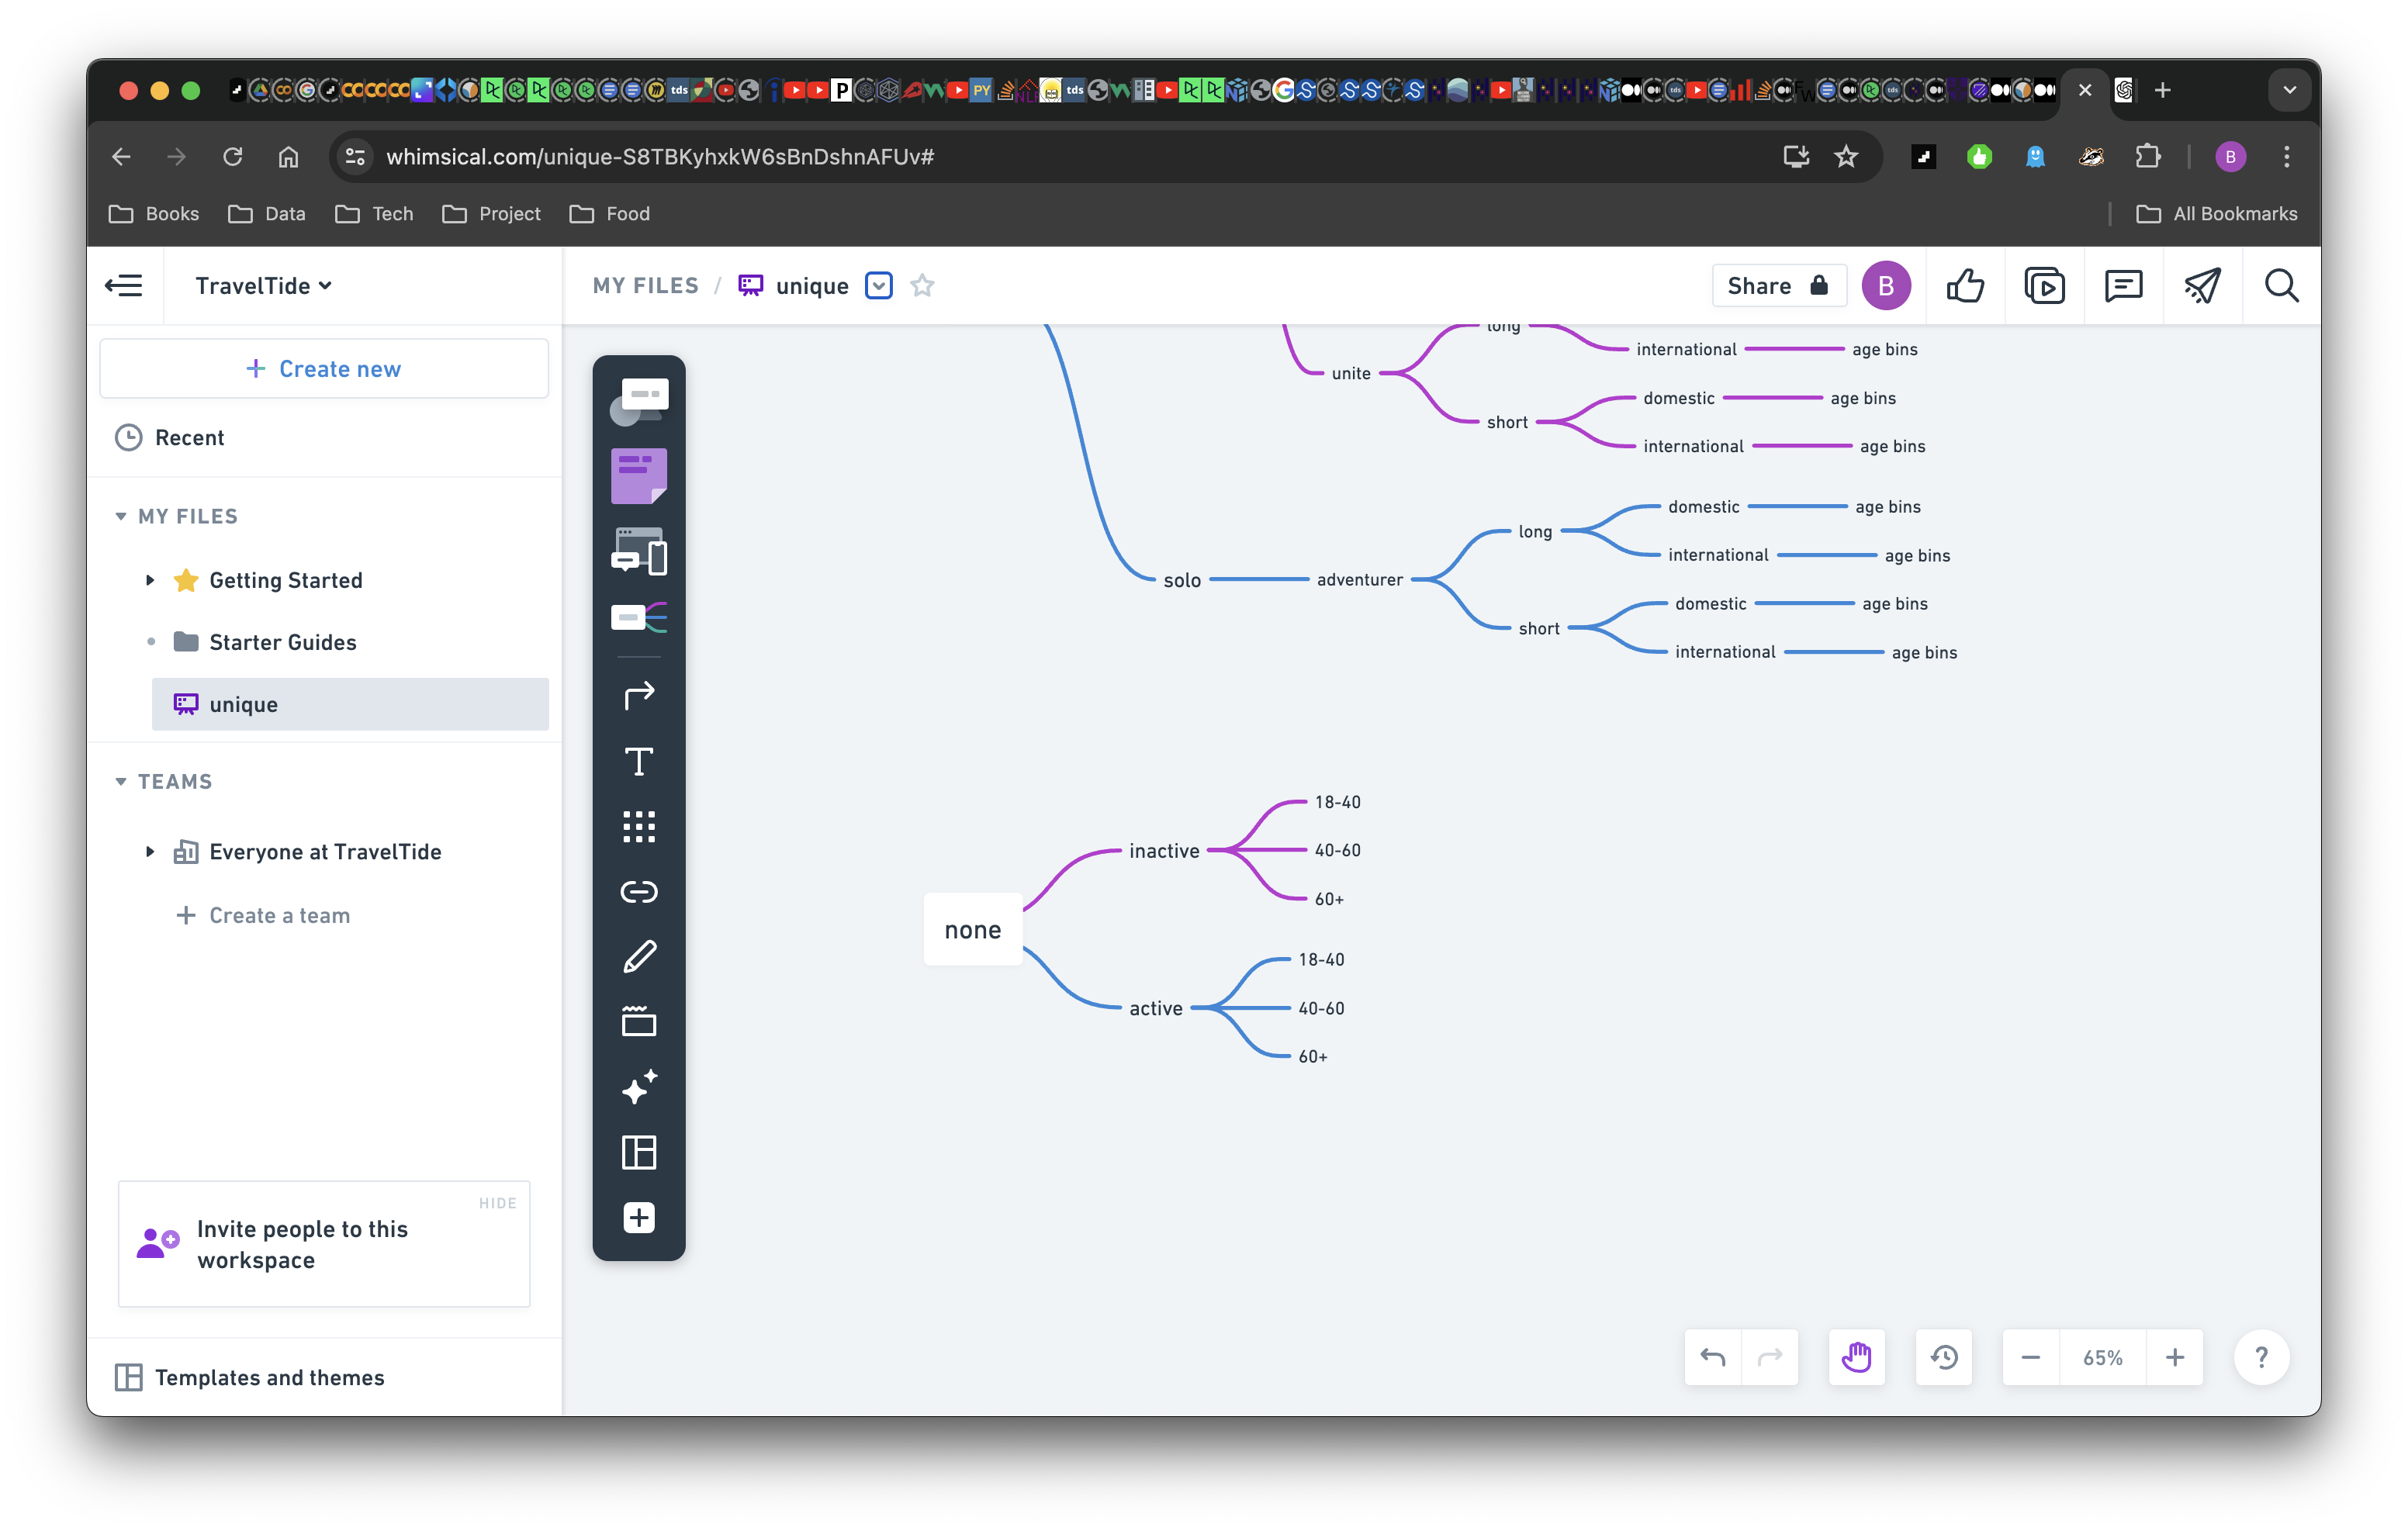 whimsical.com/unique-S8TBKyhxkW6sBnDshnAFUv#
B
Books
Data
Tech
Project
Food
All Bookmarks
TravelTide
MY FILES / unique
Share
B
Create new
Recent
MY FILES
Getting Started
Starter Guides
unique
TEAMS
Everyone at TravelTide
Create a team
HIDE
Invite people to this
workspace
Templates and themes
long
international age bins
unite
domestic age bins
short
international age bins
domestic age bins
long
international age bins
solo adventurer
domestic age bins
short
international age bins
18-40
inactive 40-60
60+
none
18-40
active 40-60
60+
65%
?